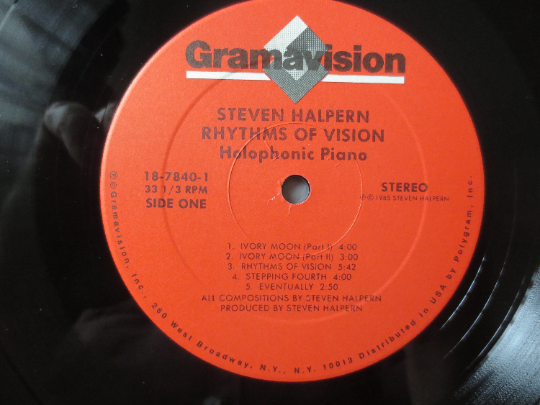 Gramavision
STEVEN HALPERN
RHYTHMS OF VISION
Holophonic Piano
18-7840-1
33 1/3 RPM
SIDE ONE
STEREO
Ⓟ© 1985 STEVEN HALPERN
1. IVORY MOON (Part I) 4:00
2. IVORY MOON (Part II) 3:00
3. RHYTHMS OF VISION 5:42
4. STEPPING FOURTH 4:00
5. EVENTUALLY 2:50
ALL COMPOSITIONS BY STEVEN HALPERN
PRODUCED BY STEVEN HALPERN
Ⓟ© Gramavision, Inc., 260 West Broadway, N.Y., N.Y. 10013 Distributed in USA by Polygram, Inc.